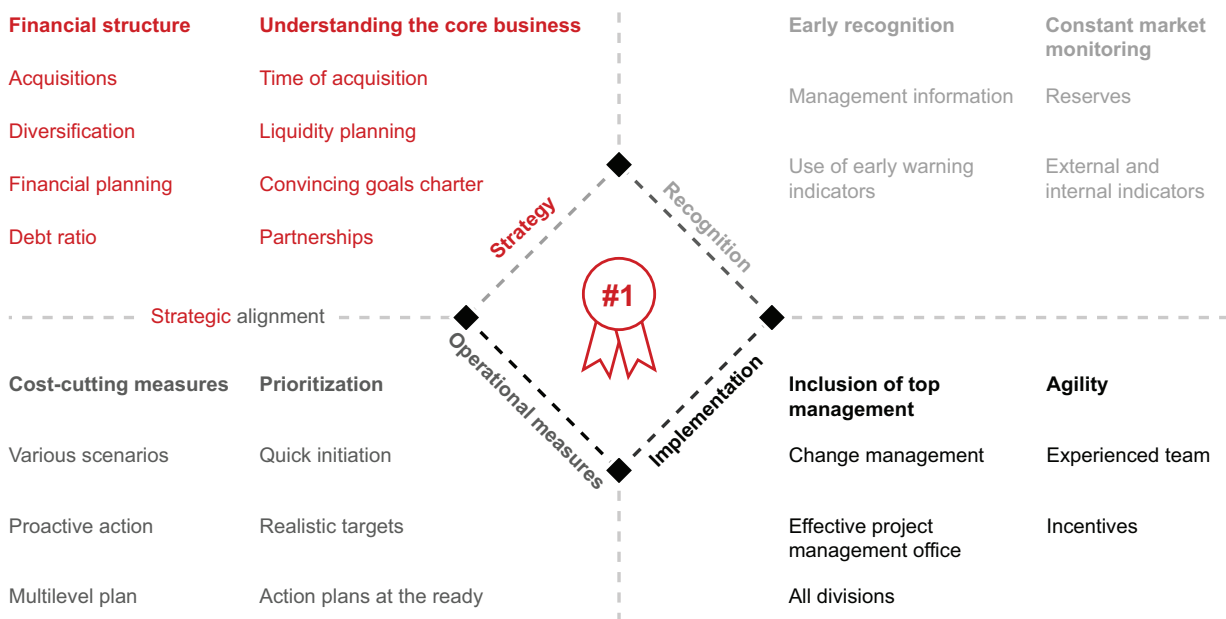 Financial structure
Acquisitions
Diversification
Financial planning
Debt ratio
Understanding the core business
Time of acquisition
Liquidity planning
Convincing goals charter
Partnerships
Early recognition
Management information
Use of early warning
indicators
Constant market
monitoring
Reserves
External and
internal indicators
Strategy
Recognition
#1
Strategic alignment
Operational measures
Implementation
Cost-cutting measures
Various scenarios
Proactive action
Multilevel plan
Prioritization
Quick initiation
Realistic targets
Action plans at the ready
Inclusion of top
management
Change management
Effective project
management office
All divisions
Agility
Experienced team
Incentives